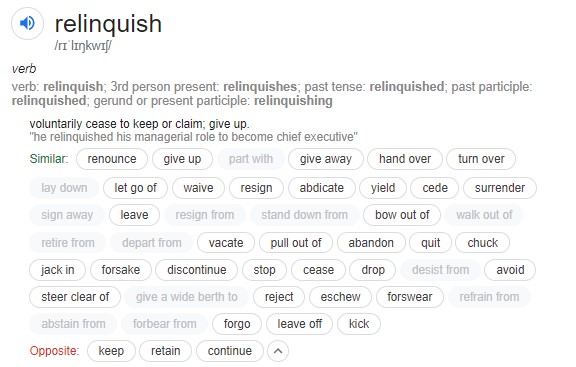 relinquish
/rɪˈlɪŋkwɪʃ/
verb
verb: relinquish; 3rd person present: relinquishes; past tense: relinquished; past participle:
relinquished; gerund or present participle: relinquishing
voluntarily cease to keep or claim; give up.
"he relinquished his managerial role to become chief executive"
Similar: renounce give up part with give away hand over turn over
lay down let go of waive resign abdicate yield cede surrender
sign away leave resign from stand down from bow out of walk out of
retire from depart from vacate pull out of abandon quit chuck
jack in forsake discontinue stop cease drop desist from avoid
steer clear of give a wide berth to reject eschew forswear refrain from
abstain from forbear from forgo leave off kick
Opposite: keep retain continue